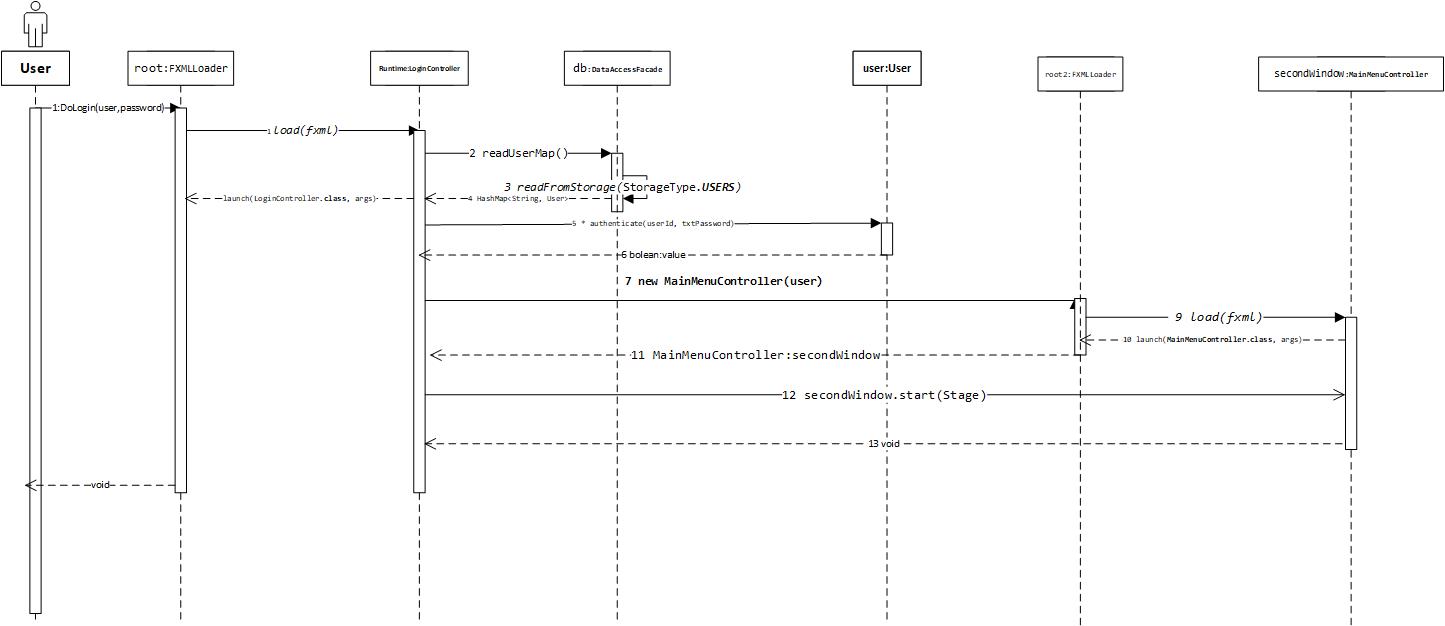 User
root:FXMLLoader
Runtime:LoginController
db:DataAccessFacade
user:User
root2:FXMLLoader
secondWindow:MainMenuController
1:DoLogin(user,password)
1 load(fxml)
2 readUserMap()
3 readFromStorage(StorageType.USERS)
launch(LoginController.class, args)
4 HashMap<String, User>
5 * authenticate(userId, txtPassword)
6 bolean:value
7 new MainMenuController(user)
9 load(fxml)
10 launch(MainMenuController.class, args)
11 MainMenuController:secondWindow
12 secondWindow.start(Stage)
13 void
void